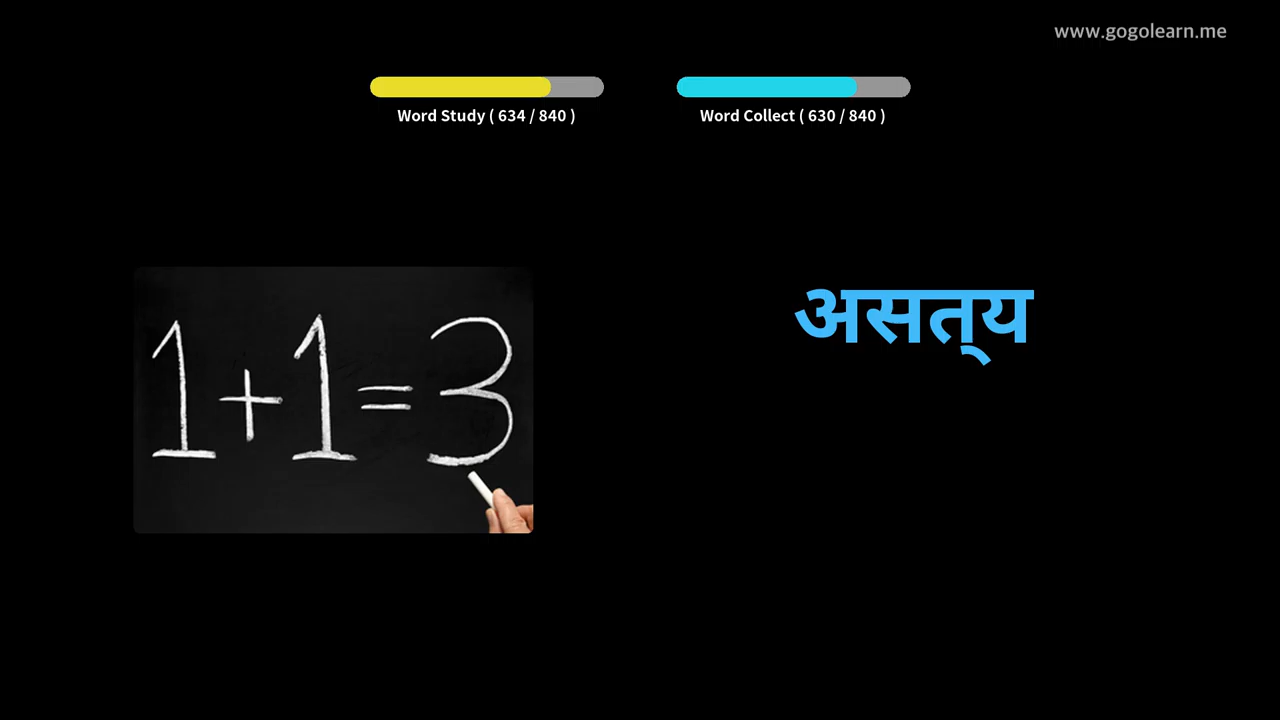 www.gogolearn.me
Word Study ( 634 / 840 )
Word Collect ( 630 / 840 )
1+1=3
असत्‌य